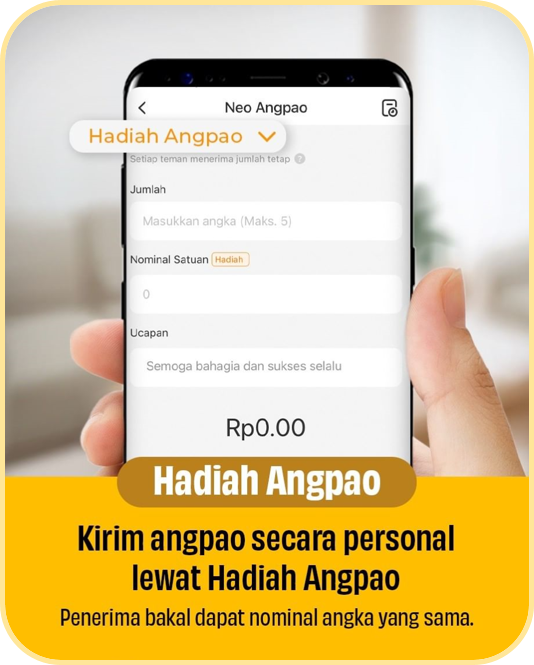 Neo Angpao
Hadiah Angpao
Setiap teman menerima jumlah tetap ?
Jumlah
Masukkan angka (Maks. 5)
Nominal Satuan Hadiah
0
Ucapan
Semoga bahagia dan sukses selalu
Rp0.00
Hadiah Angpao
Kirim angpao secara personal
lewat Hadiah Angpao
Penerima bakal dapat nominal angka yang sama.